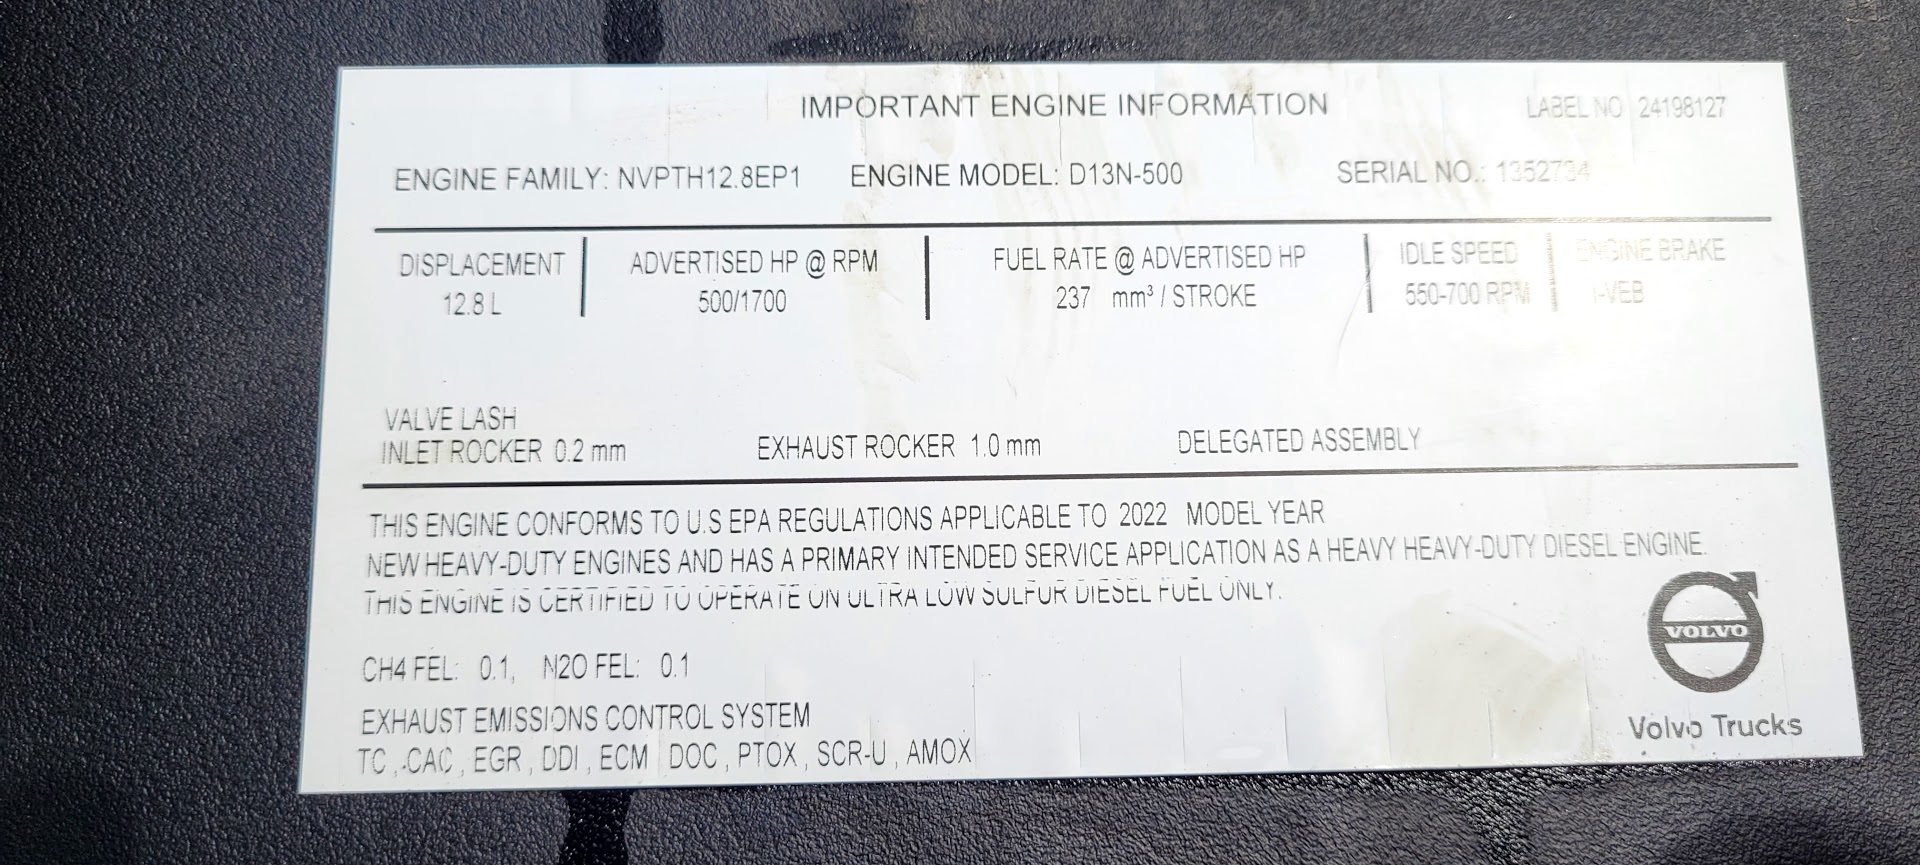 IMPORTANT ENGINE INFORMATION LABEL NO 24198127
ENGINE FAMILY: NVPTH12.8EP1 ENGINE MODEL: D13N-500 SERIAL NO.: 1352734
DISPLACEMENT ADVERTISED HP @ RPM FUEL RATE @ ADVERTISED HP IDLE SPEED ENGINE BRAKE
12.8 L 500/1700 237 mm³ / STROKE 550-700 RPM I-VEB
VALVE LASH
INLET ROCKER 0.2 mm EXHAUST ROCKER 1.0 mm DELEGATED ASSEMBLY
THIS ENGINE CONFORMS TO U.S EPA REGULATIONS APPLICABLE TO 2022 MODEL YEAR
NEW HEAVY-DUTY ENGINES AND HAS A PRIMARY INTENDED SERVICE APPLICATION AS A HEAVY HEAVY-DUTY DIESEL ENGINE.
THIS ENGINE IS CERTIFIED TO OPERATE ON ULTRA LOW SULFUR DIESEL FUEL ONLY.
VOLVO
CH4 FEL: 0.1, N2O FEL: 0.1
EXHAUST EMISSIONS CONTROL SYSTEM
Volvo Trucks
TC , CAC , EGR , DDI , ECM DOC , PTOX , SCR-U , AMOX